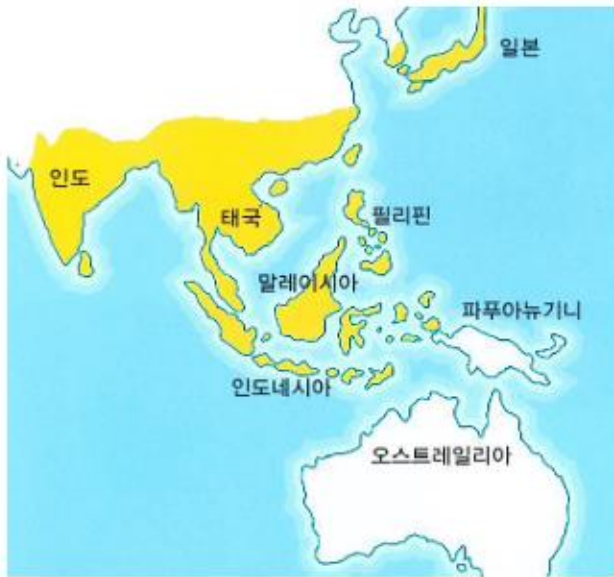 일본
인도
태국
필리핀
말레이시아
파푸아뉴기니
인도네시아
오스트레일리아